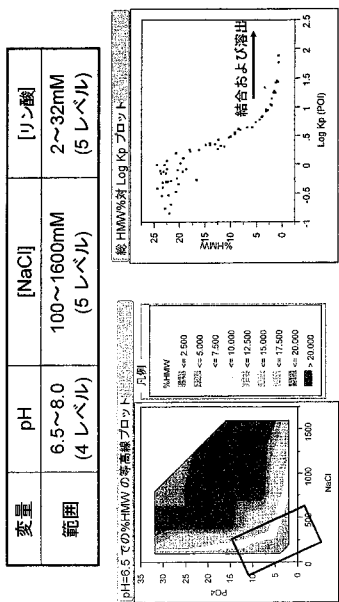 変量 pH [NaCl] [リン酸]
範囲 6.5~8.0 100~1600mM 2~32mM
(4 レベル) (5 レベル) (5 レベル)
pH=6.5 での%HMW の等高線プロット
PO4
35
30
25
20
15
10
5
0
500
1000
1500
NaCl
凡例
%HMW
<= 2.500
<= 5.000
<= 7.500
<= 10.000
<= 12.500
<= 15.000
<= 17.500
<= 20.000
> 20.000
総 HMW%対 Log Kp プロット
%HMW
25
20
15
10
5
0
結合および溶出
-1 -0.5 0 0.5 1 1.5 2 2.5
Log Kp (POI)